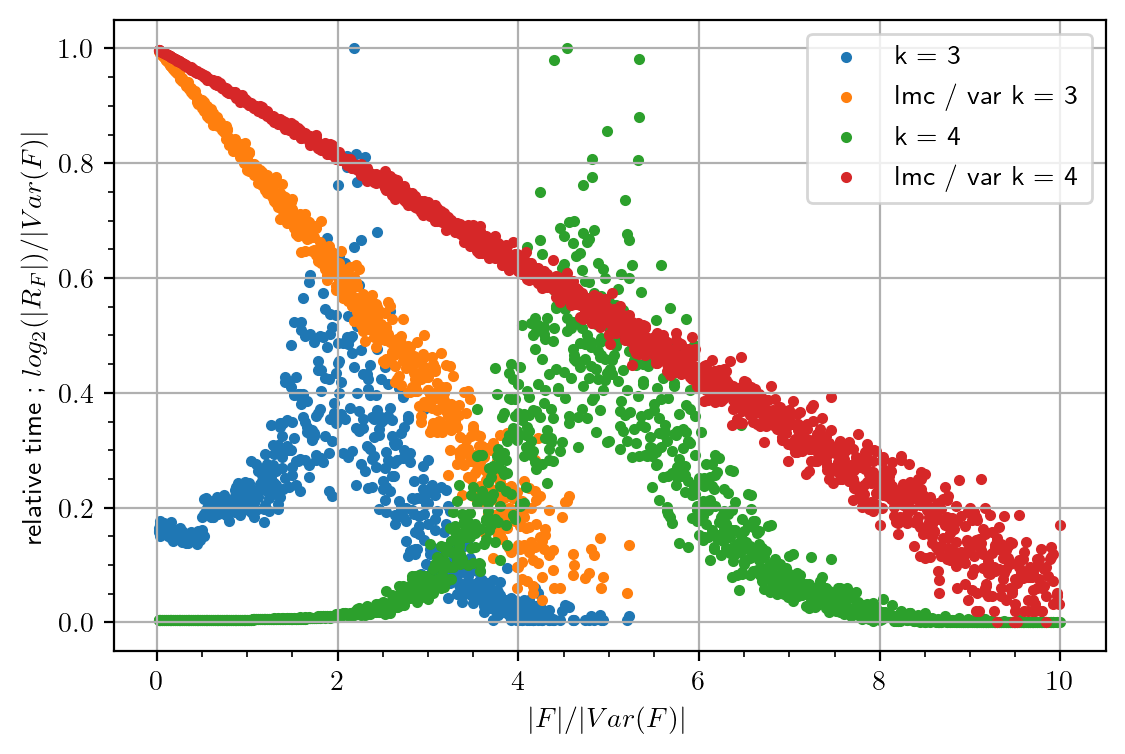 relative time ; log₂(|R_F|)/|Var(F)|
1.0
0.8
0.6
0.4
0.2
0.0
k = 3
lmc / var k = 3
k = 4
lmc / var k = 4
0 2 4 6 8 10
|F|/|Var(F)|